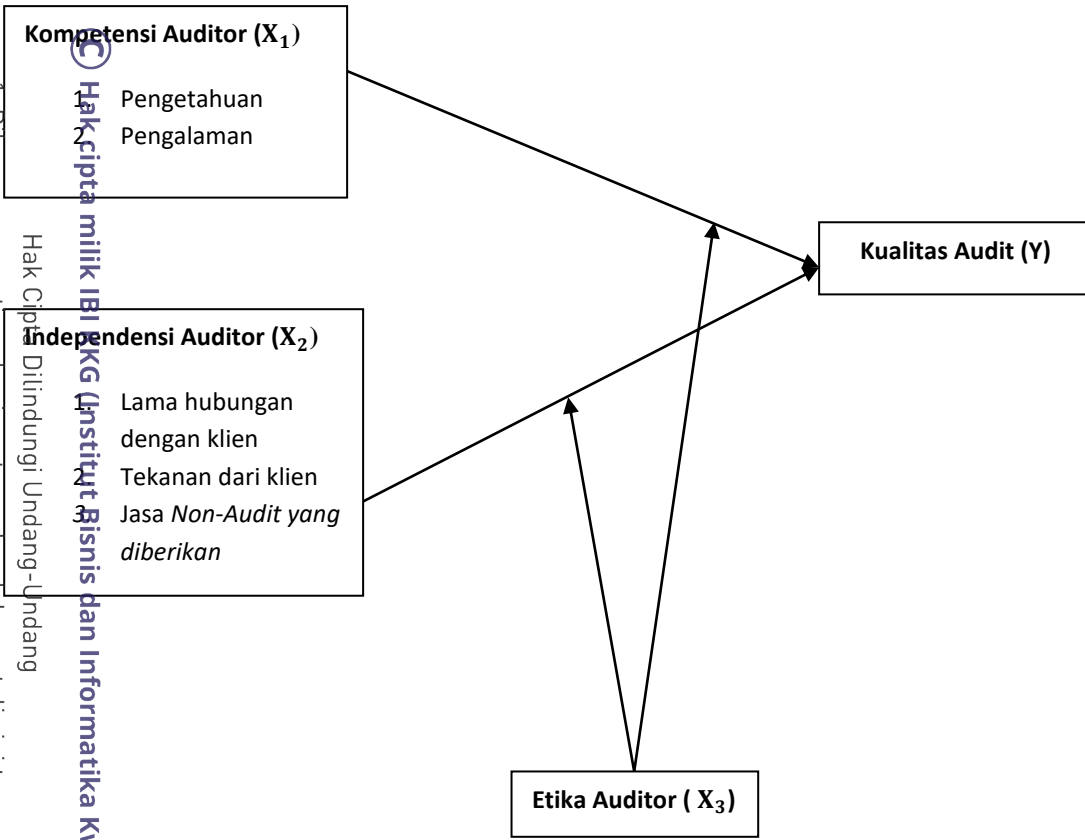 Kompetensi Auditor (X₁)
1. Pengetahuan
2. Pengalaman
Kualitas Audit (Y)
Independensi Auditor (X₂)
1. Lama hubungan
dengan klien
2. Tekanan dari klien
3. Jasa Non-Audit yang
diberikan
Etika Auditor ( X₃)
© Hak cipta milik IBI KKG (Institut Bisnis dan Informatika
Hak Cipta Dilindungi Undang-Undang